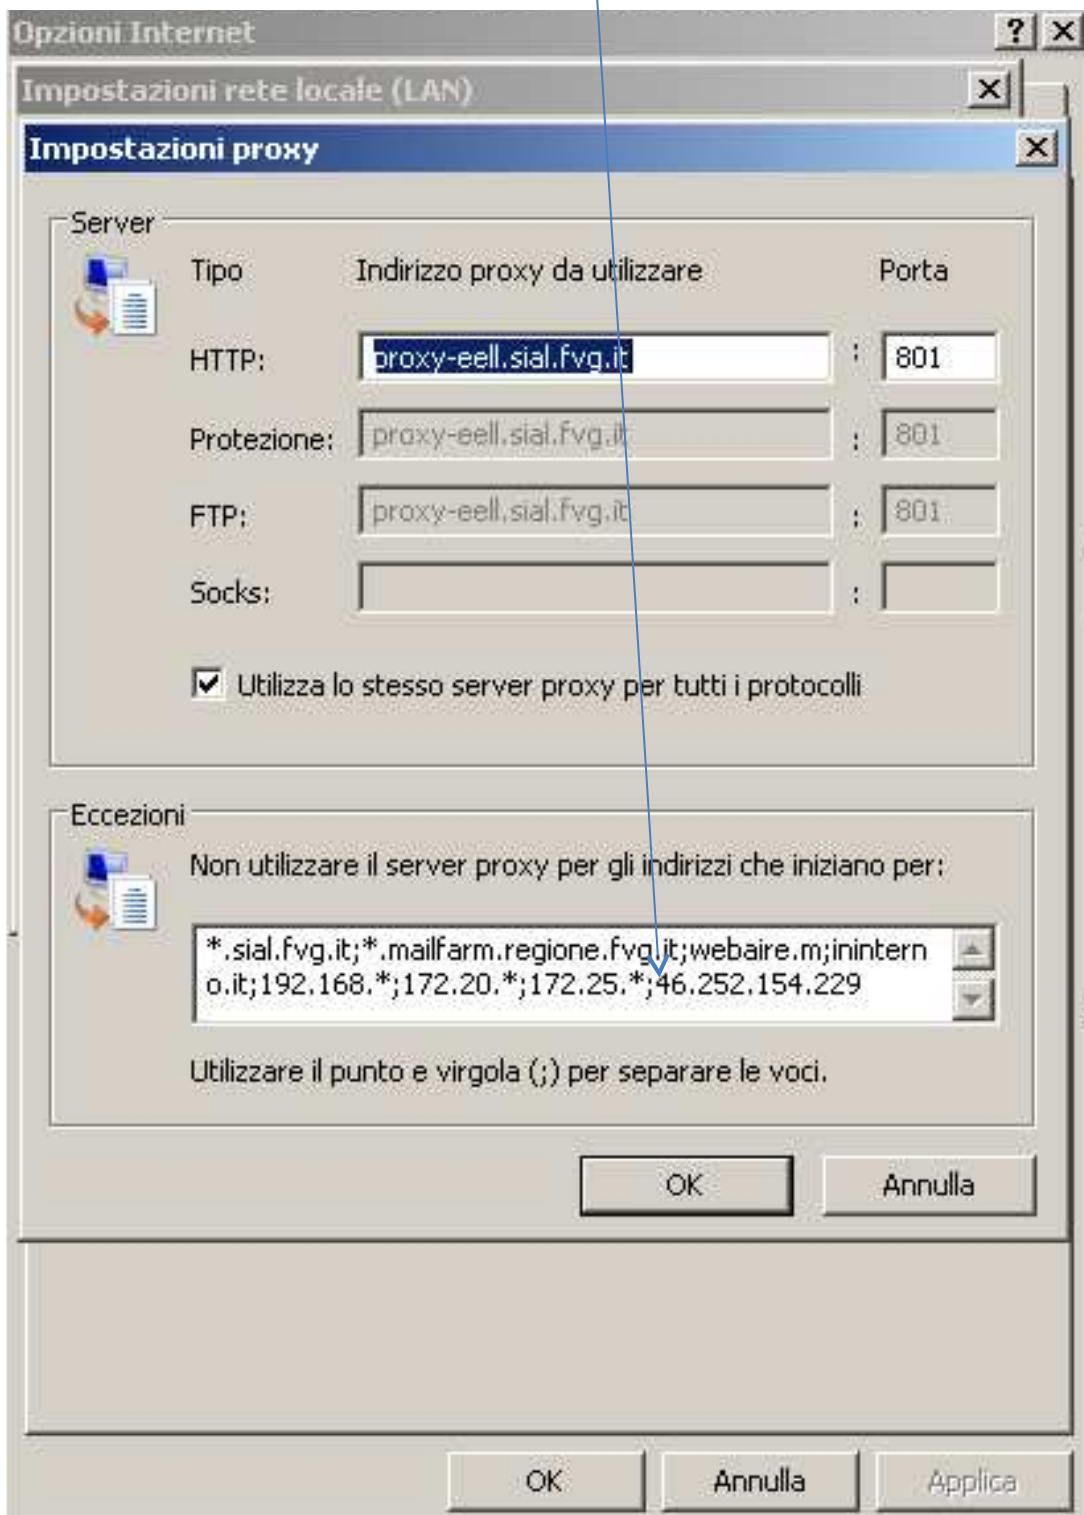 Opzioni Internet
Impostazioni rete locale (LAN)
Impostazioni proxy
Server
Tipo Indirizzo proxy da utilizzare Porta
HTTP: proxy-eell.sial.fvg.it : 801
Protezione: proxy-eell.sial.fvg.it : 801
FTP: proxy-eell.sial.fvg.it : 801
Socks: :
Utilizza lo stesso server proxy per tutti i protocolli
Eccezioni
Non utilizzare il server proxy per gli indirizzi che iniziano per:
*.sial.fvg.it;*.mailfarm.regione.fvg.it;webaire.m;inintern
o.it;192.168.*;172.20.*;172.25.*;46.252.154.229
Utilizzare il punto e virgola (;) per separare le voci.
OK Annulla
OK Annulla Applica